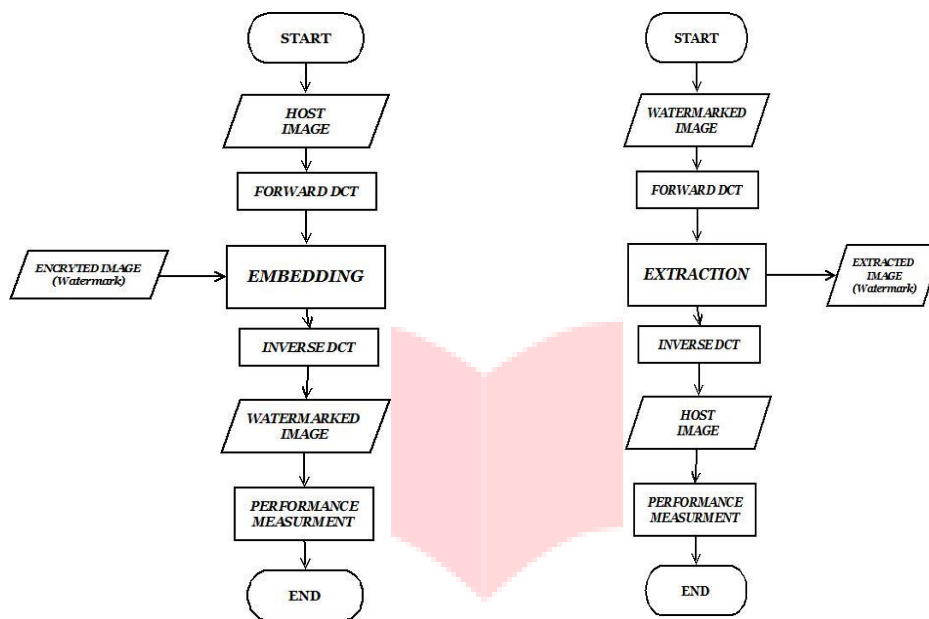 START
HOST
IMAGE
FORWARD DCT
ENCRYTED IMAGE
(Watermark)
EMBEDDING
INVERSE DCT
WATERMARKED
IMAGE
PERFORMANCE
MEASURMENT
END
START
WATERMARKED
IMAGE
FORWARD DCT
EXTRACTION
EXTRACTED
IMAGE
(Watermark)
INVERSE DCT
HOST
IMAGE
PERFORMANCE
MEASURMENT
END